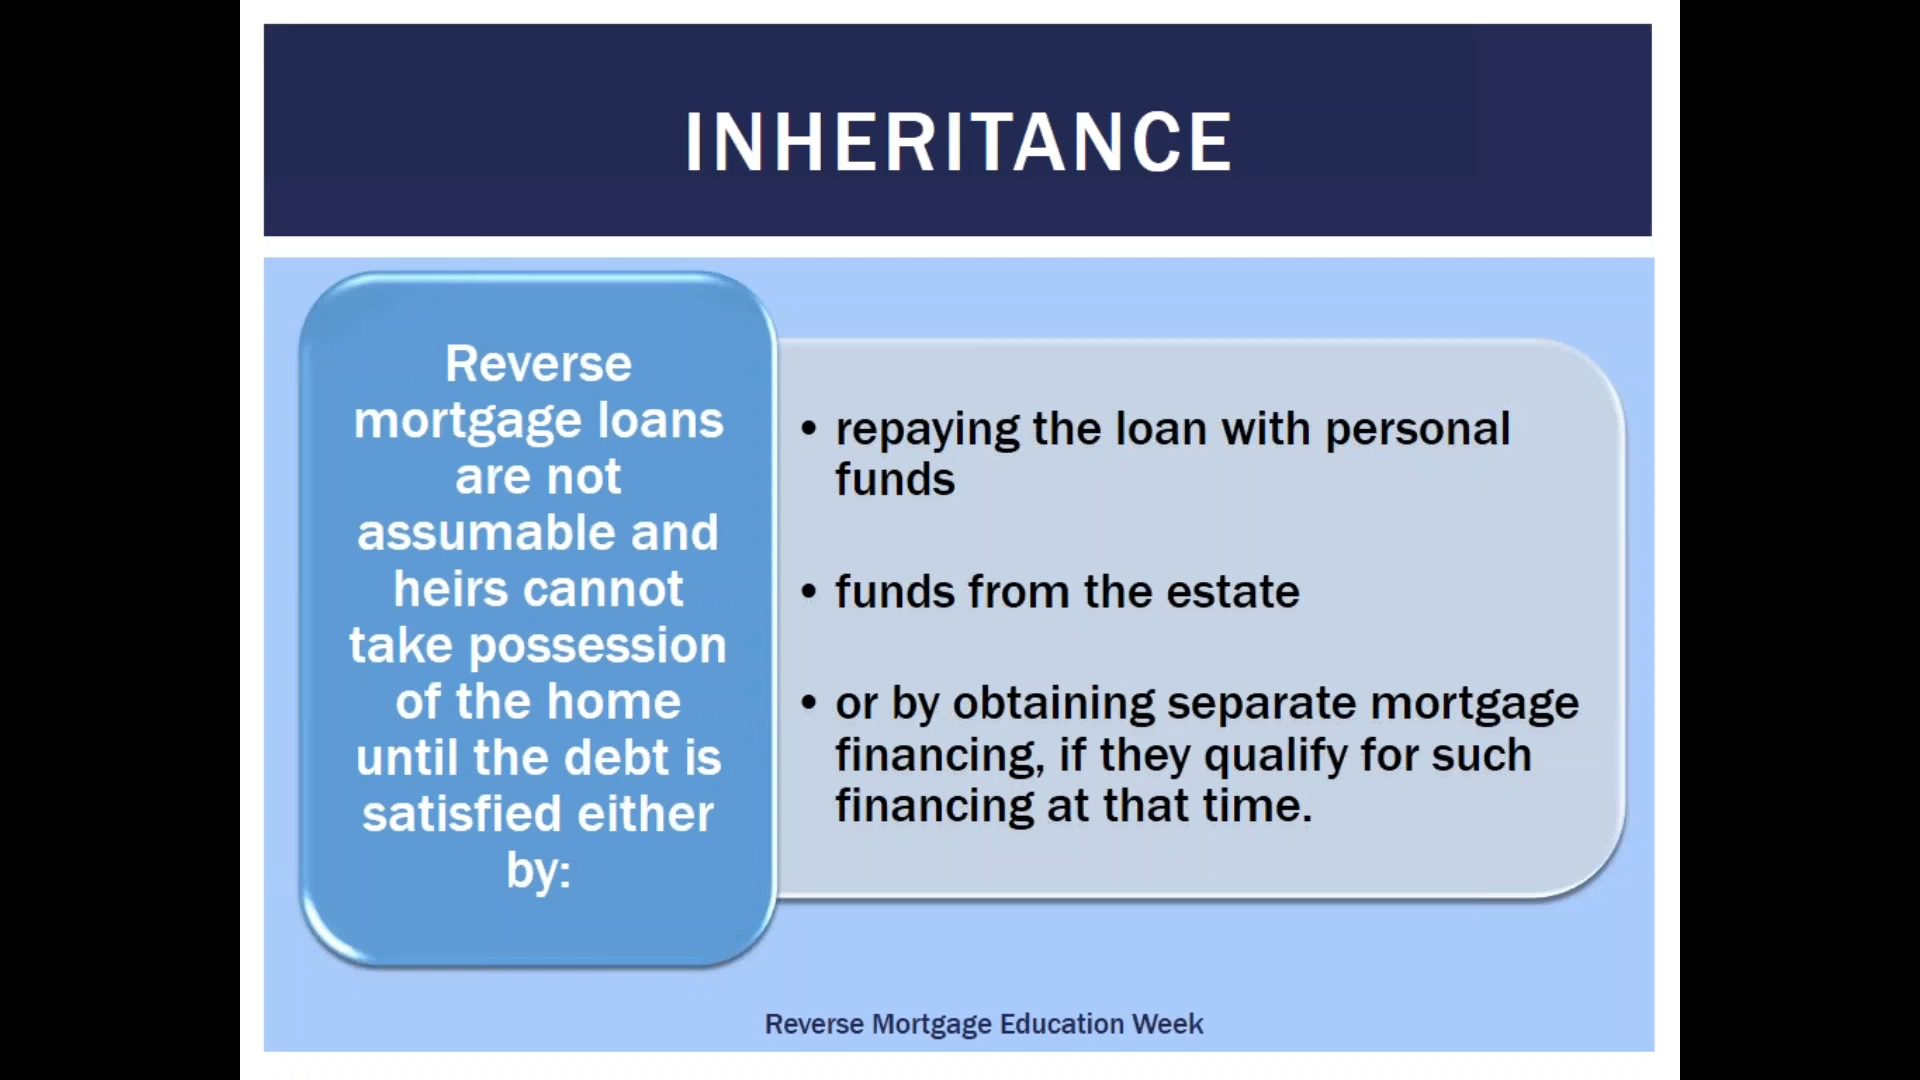 INHERITANCE
Reverse
mortgage loans
are not
assumable and
heirs cannot
take possession
of the home
until the debt is
satisfied either
by:
• repaying the loan with personal
funds
• funds from the estate
• or by obtaining separate mortgage
financing, if they qualify for such
financing at that time.
Reverse Mortgage Education Week